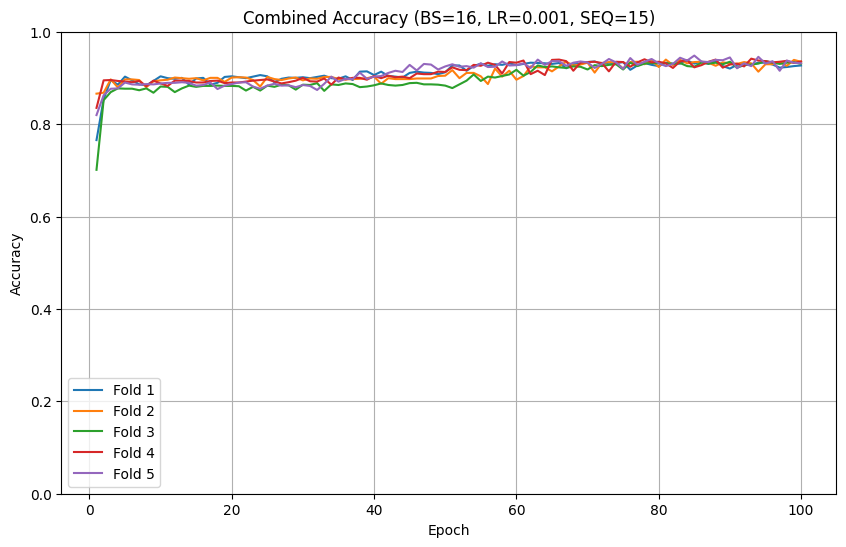 Combined Accuracy (BS=16, LR=0.001, SEQ=15)
1.0
0.8
0.6
0.4
0.2
0.0
Accuracy
Fold 1
Fold 2
Fold 3
Fold 4
Fold 5
0 20 40 60 80 100
Epoch